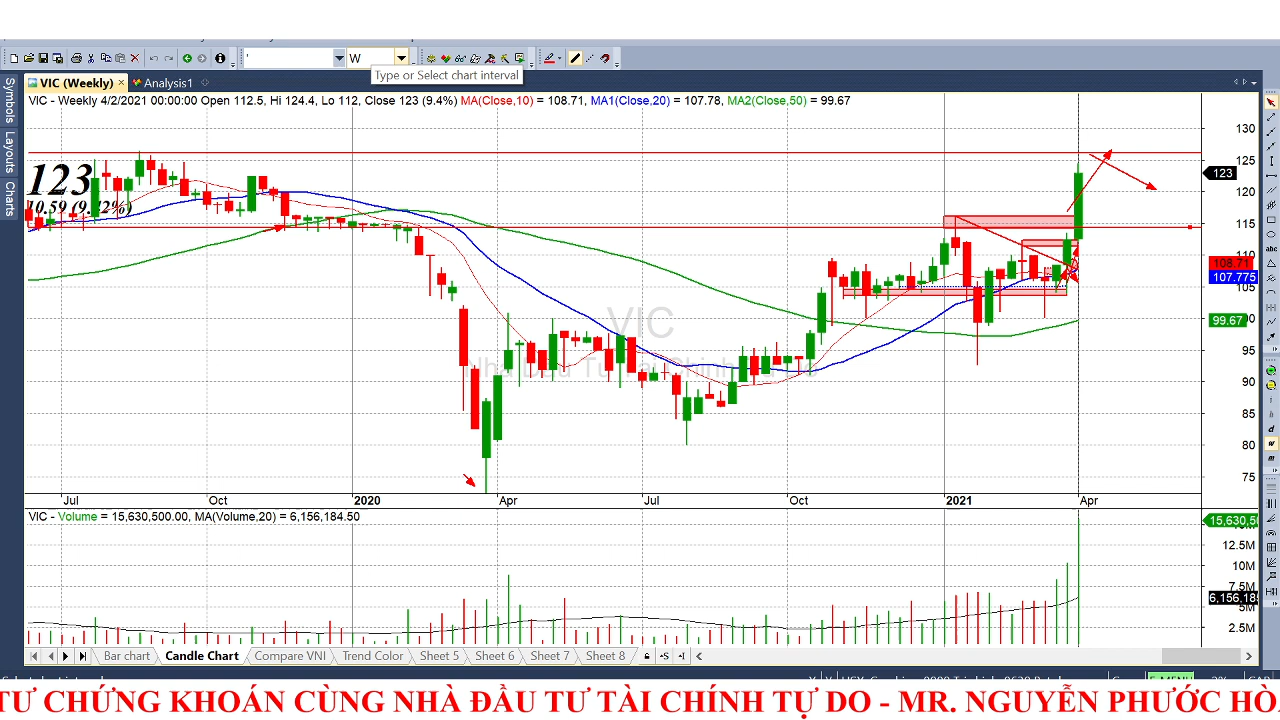 W
Type or Select chart interval
Symbols
Layouts
Charts
VIC (Weekly)
Analysis1
VIC - Weekly 4/2/2021 00:00:00 Open 112.5, Hi 124.4, Lo 112, Close 123 (9.4%) MA(Close,10) = 108.71, MA1(Close,20) = 107.78, MA2(Close,50) = 99.67
123
VIC
130
125
123
120
115
110
108.71
107.775
105
99.67
95
90
85
80
75
Jul
Oct
2020
Apr
Jul
Oct
2021
Apr
VIC - Volume = 15,630,500.00, MA(Volume,20) = 6,156,184.50
15,630,50
12.5M
10M
7.5M
6,156,184
5M
2.5M
Bar chart
Candle Chart
Compare VNI
Trend Color
Sheet 5
Sheet 6
Sheet 7
Sheet 8
TƯ CHỨNG KHOÁN CÙNG NHÀ ĐẦU TƯ TÀI CHÍNH TỰ DO - MR. NGUYỄN PHƯỚC HÒA